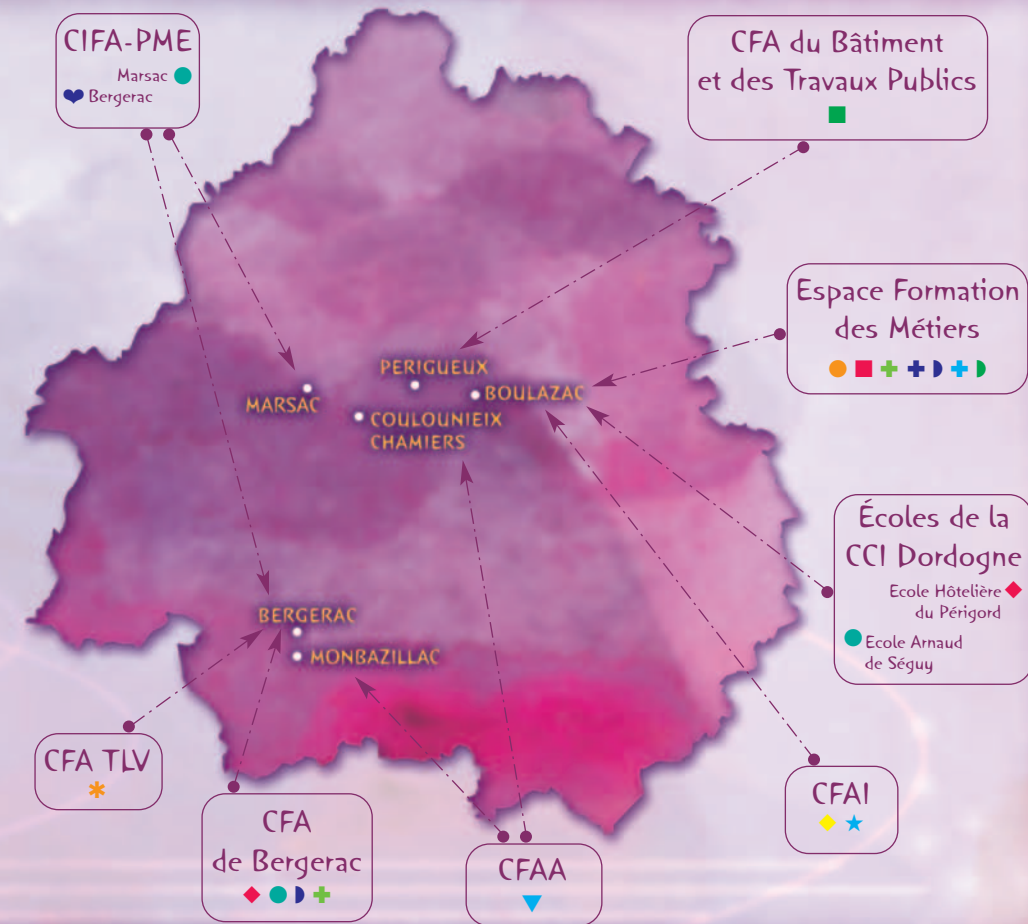 CIFA-PME
Marsac
Bergerac
CFA du Bâtiment
et des Travaux Publics
Espace Formation
des Métiers
PERIGUEUX
MARSAC
BOULAZAC
COULOUNIEIX
CHAMIERS
Écoles de la
CCI Dordogne
Ecole Hôtelière
du Périgord
Ecole Arnaud
de Séguy
BERGERAC
MONBAZILLAC
CFA TLV
CFA
de Bergerac
CFAA
CFAI